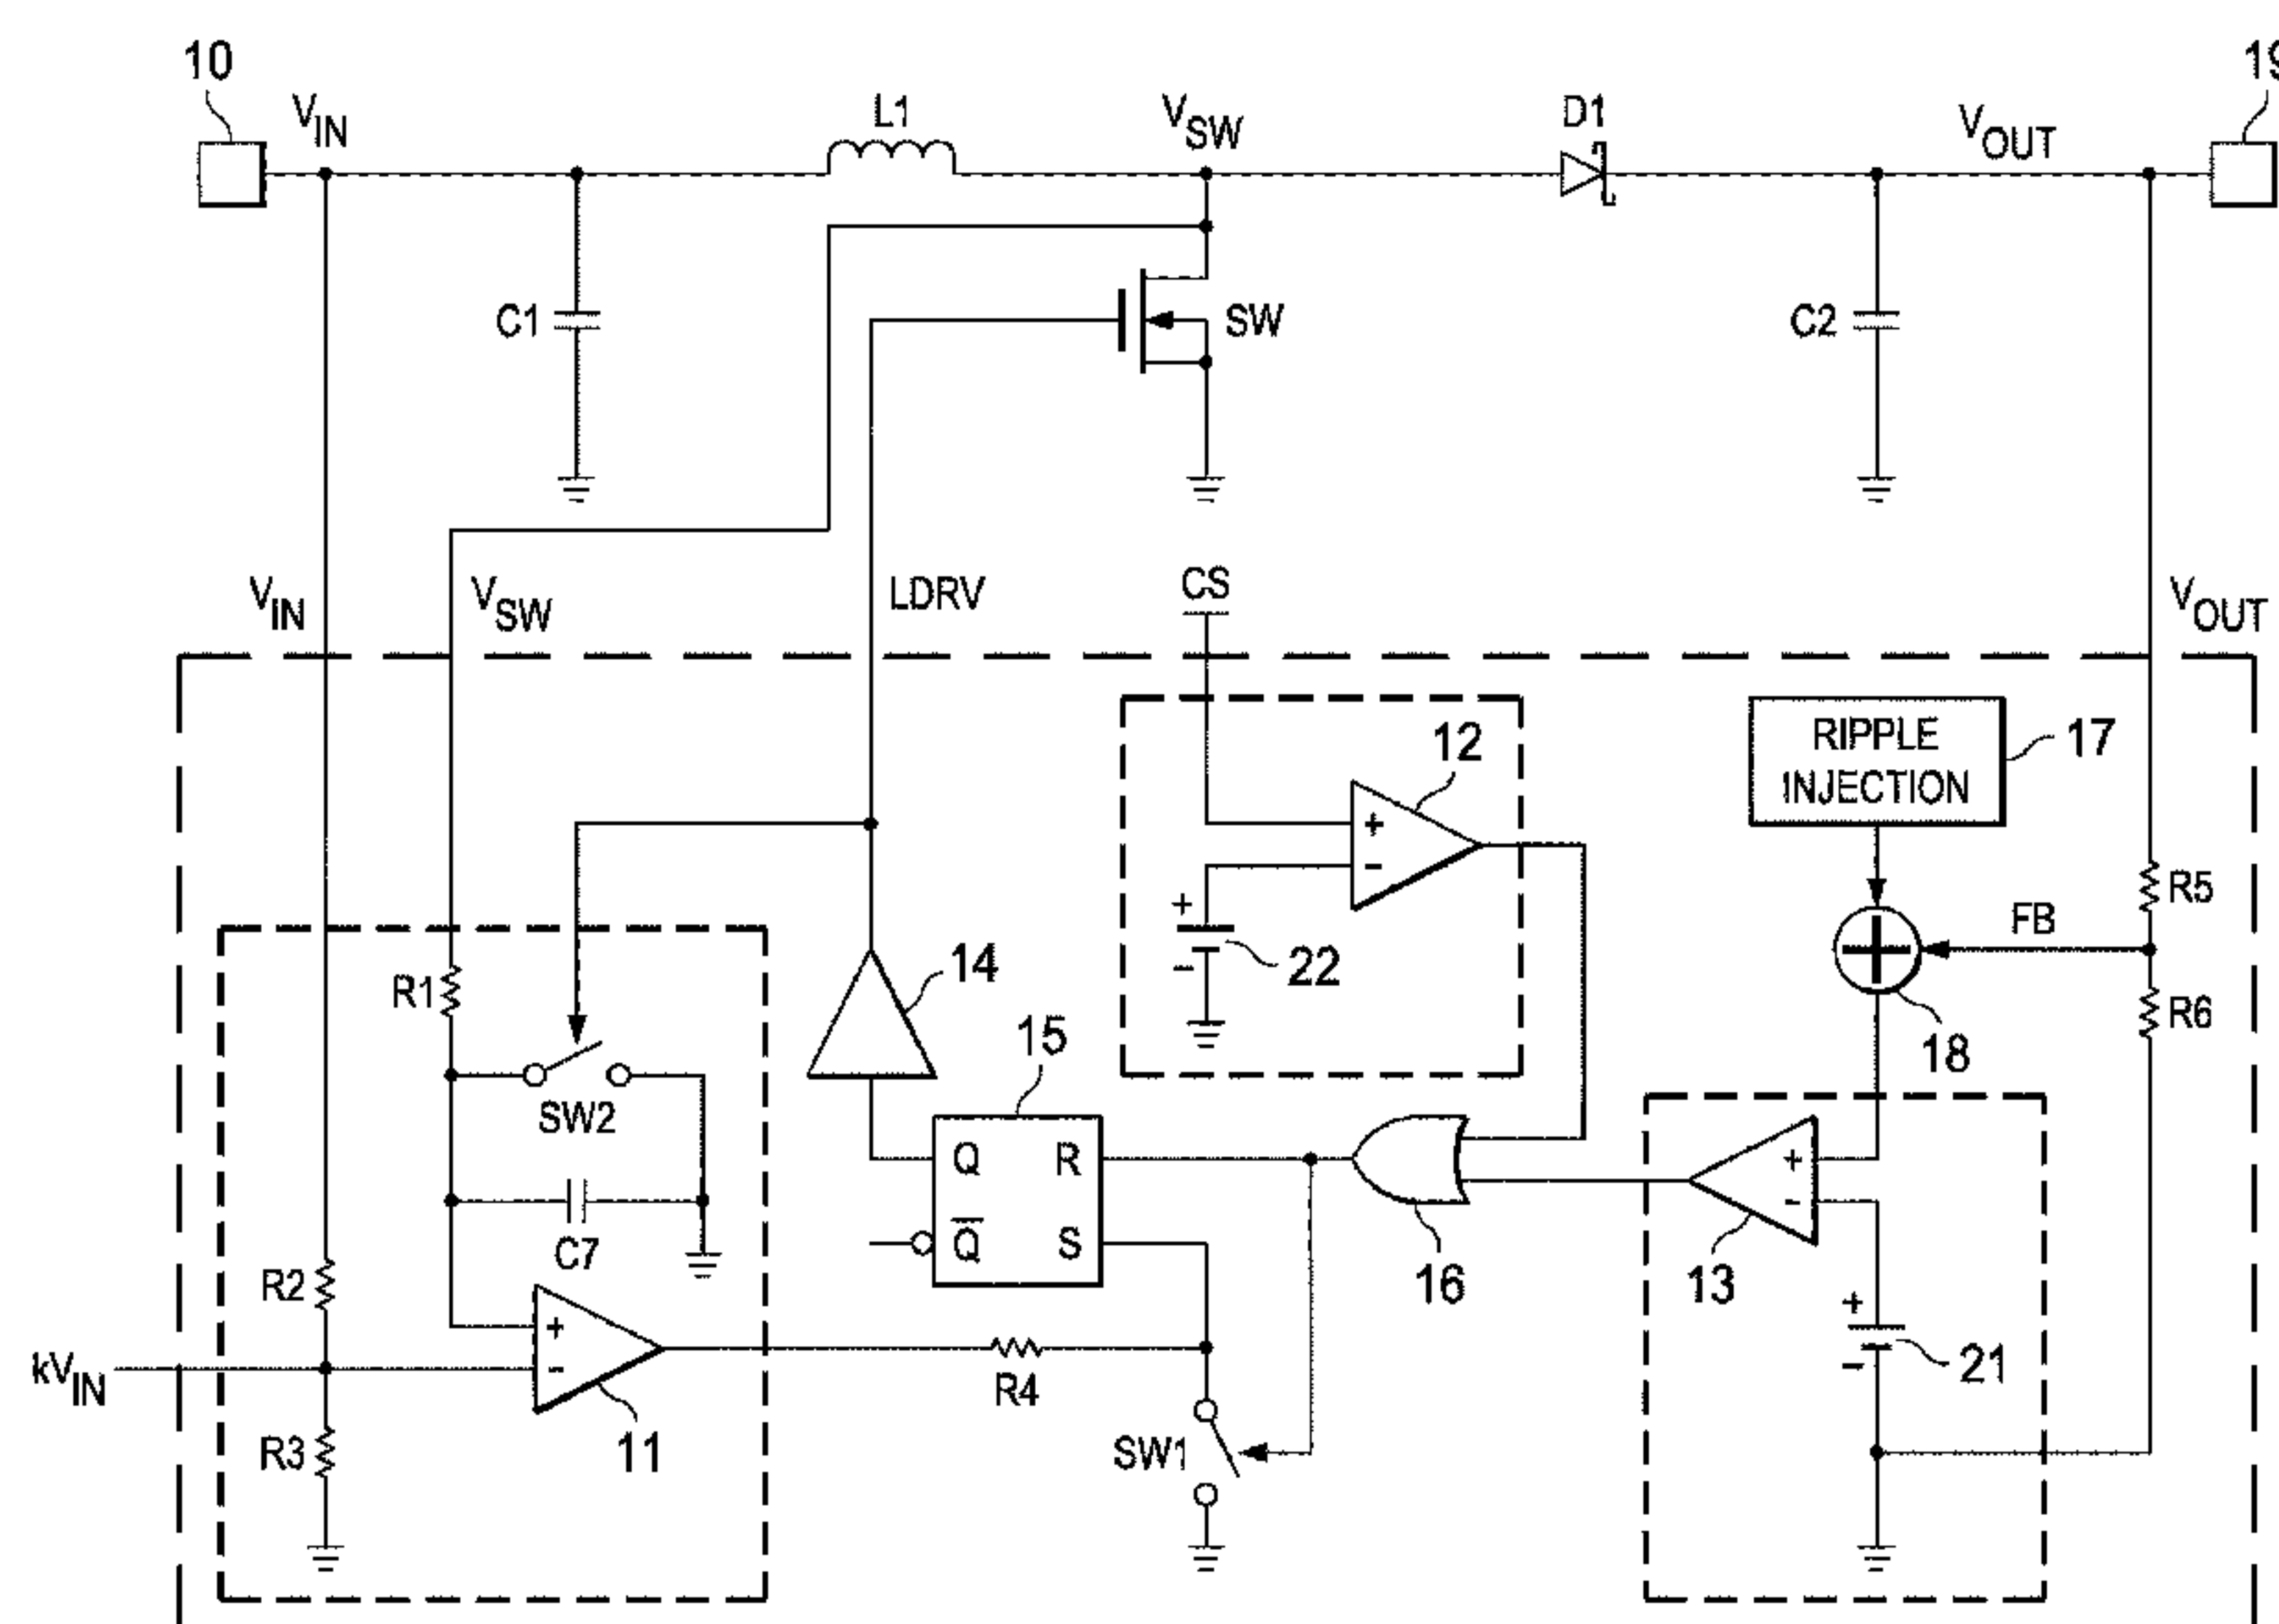 10
19
VIN
L1
VSW
D1
VOUT
C1
SW
C2
VIN
VSW
LDRV
CS
VOUT
RIPPLE
INJECTION
17
12
+
-
R5
FB
+
-
22
14
R1
R6
18
15
SW2
Q
R
+
-
C7
Q
S
R2
16
13
+
-
21
+
-
kVIN
R4
R3
11
SW1